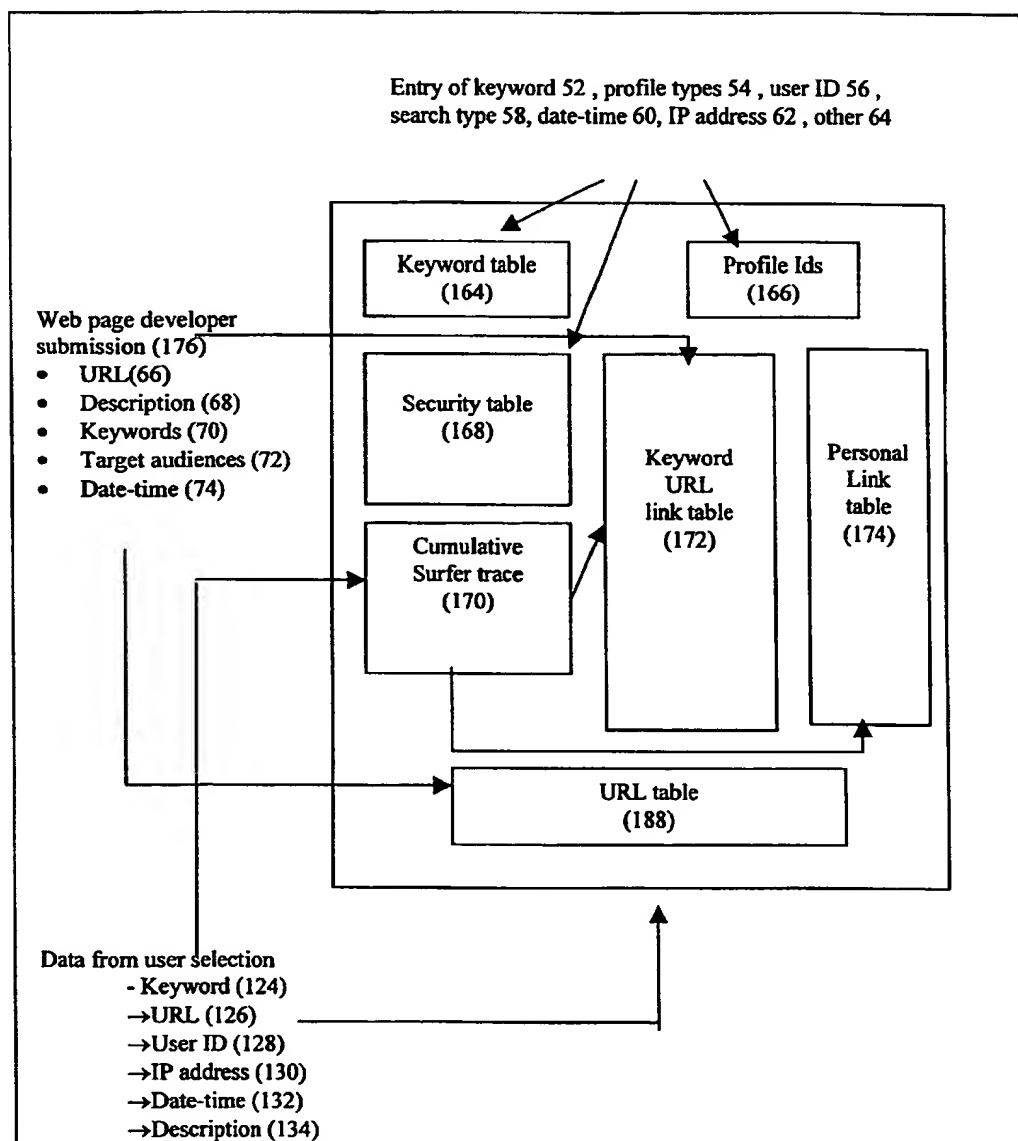 Entry of keyword 52 , profile types 54 , user ID 56 ,
search type 58, date-time 60, IP address 62 , other 64
Keyword table
(164)
Profile Ids
(166)
Web page developer
submission (176)
• URL(66)
• Description (68)
• Keywords (70)
• Target audiences (72)
• Date-time (74)
Security table
(168)
Keyword
URL
link table
(172)
Personal
Link
table
(174)
Cumulative
Surfer trace
(170)
URL table
(188)
Data from user selection
- Keyword (124)
→URL (126)
→User ID (128)
→IP address (130)
→Date-time (132)
→Description (134)